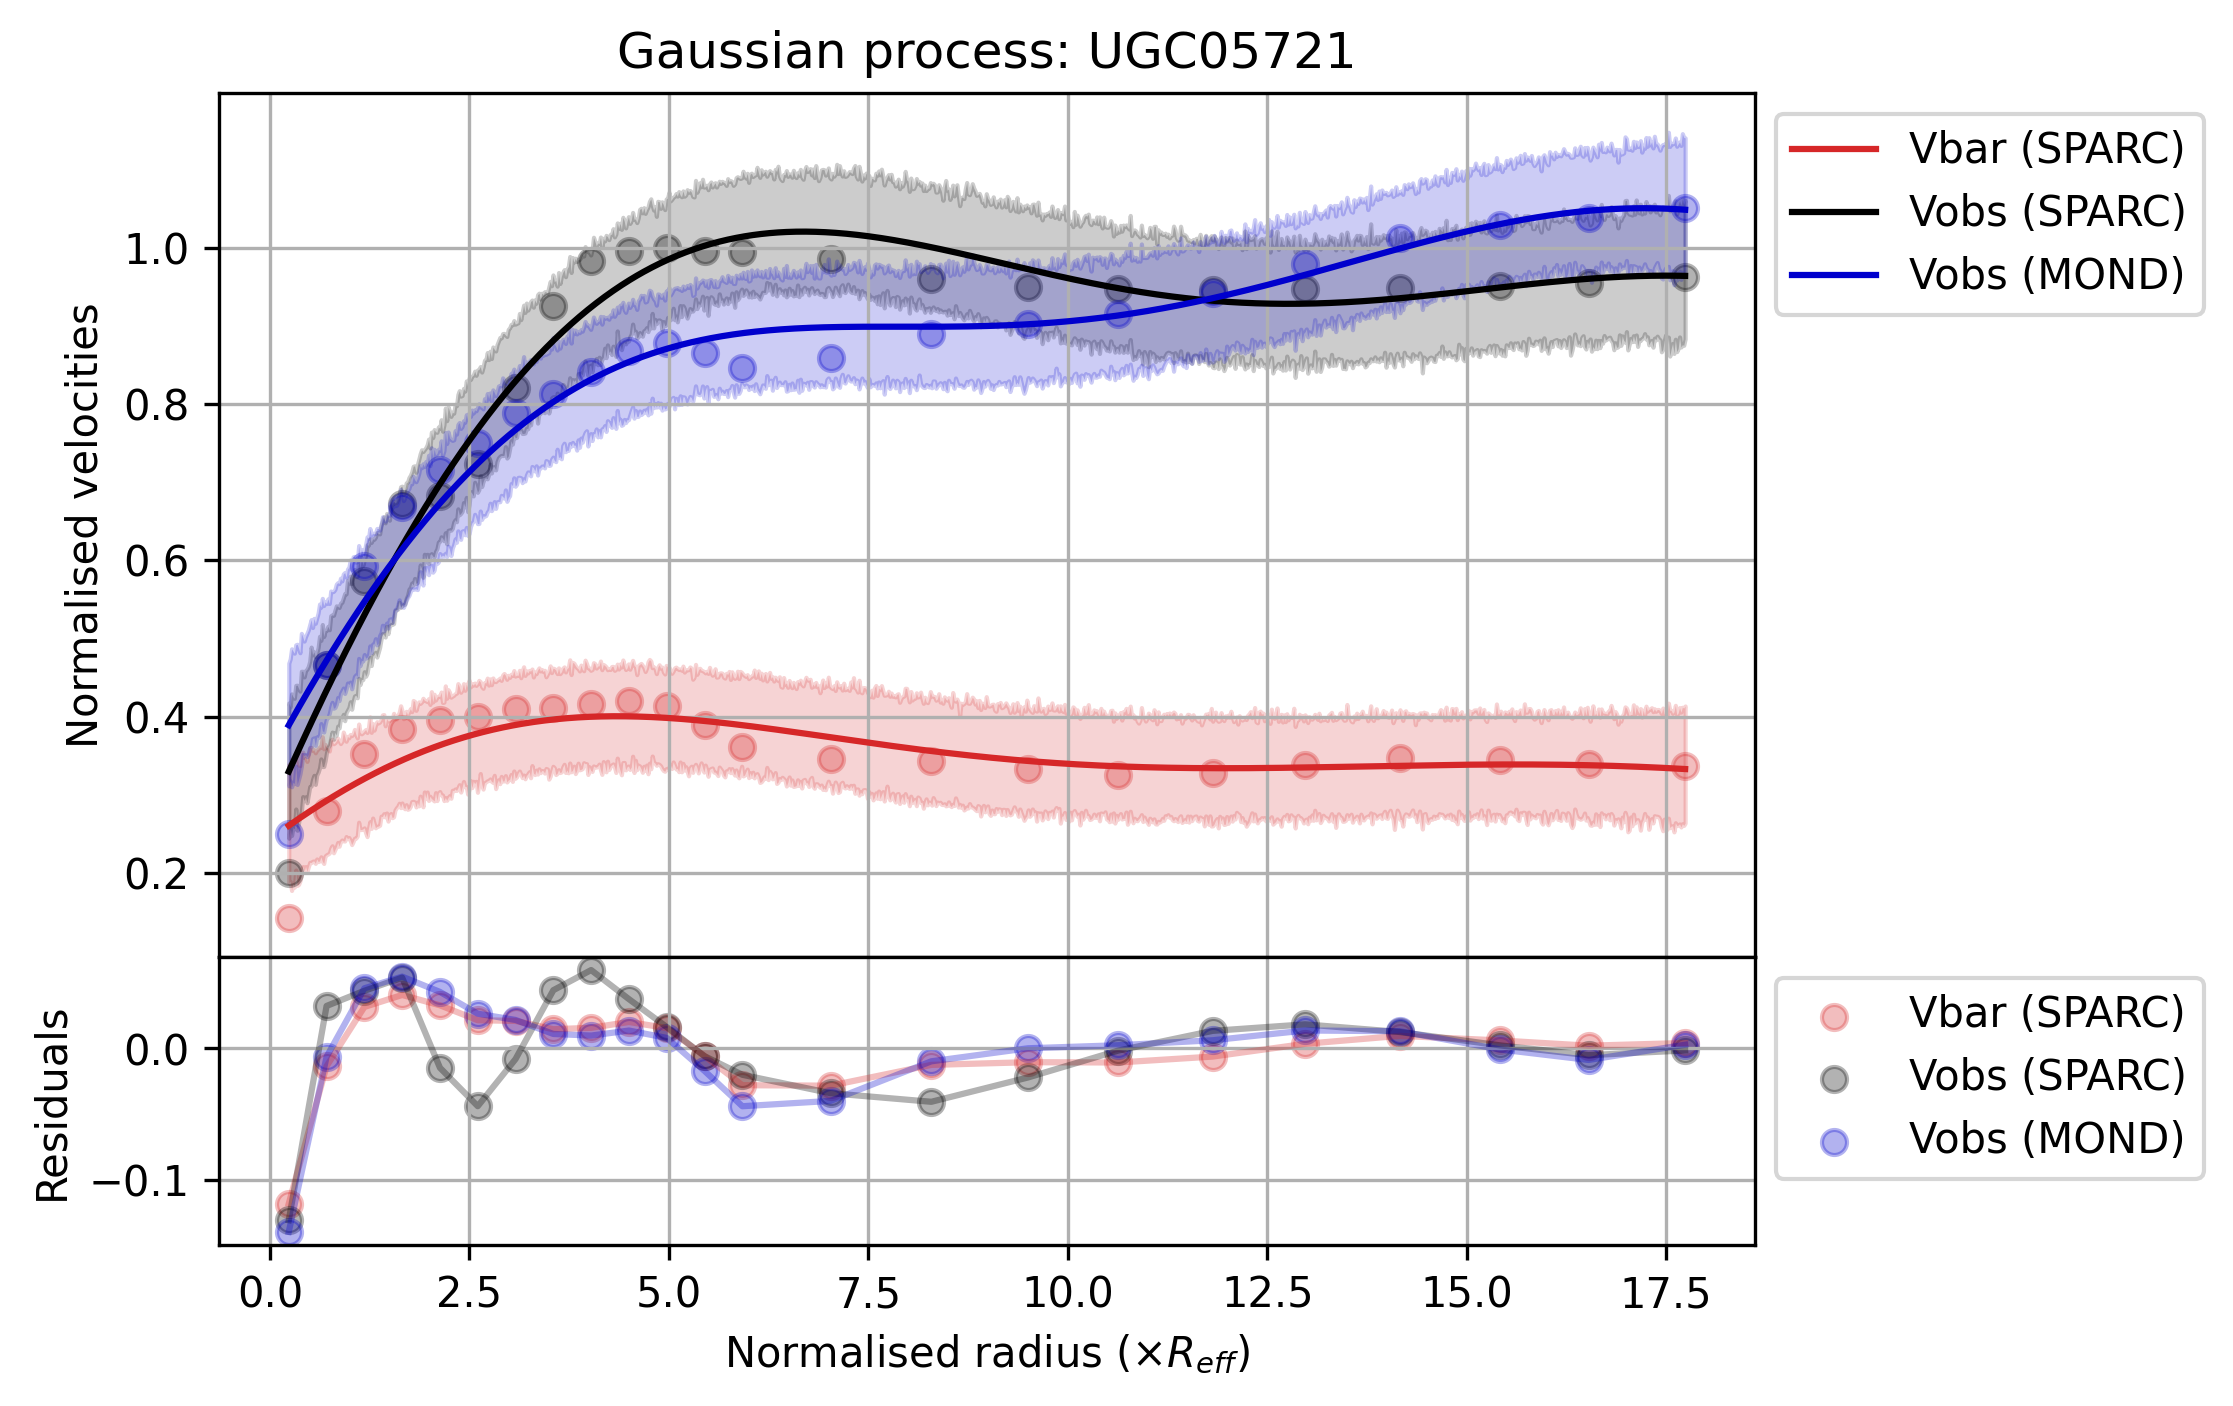 Gaussian process: UGC05721
Normalised velocities
1.0
0.8
0.6
0.4
0.2
Vbar (SPARC)
Vobs (SPARC)
Vobs (MOND)
Residuals
0.0
−0.1
Vbar (SPARC)
Vobs (SPARC)
Vobs (MOND)
0.0 2.5 5.0 7.5 10.0 12.5 15.0 17.5
Normalised radius (×R_eff)